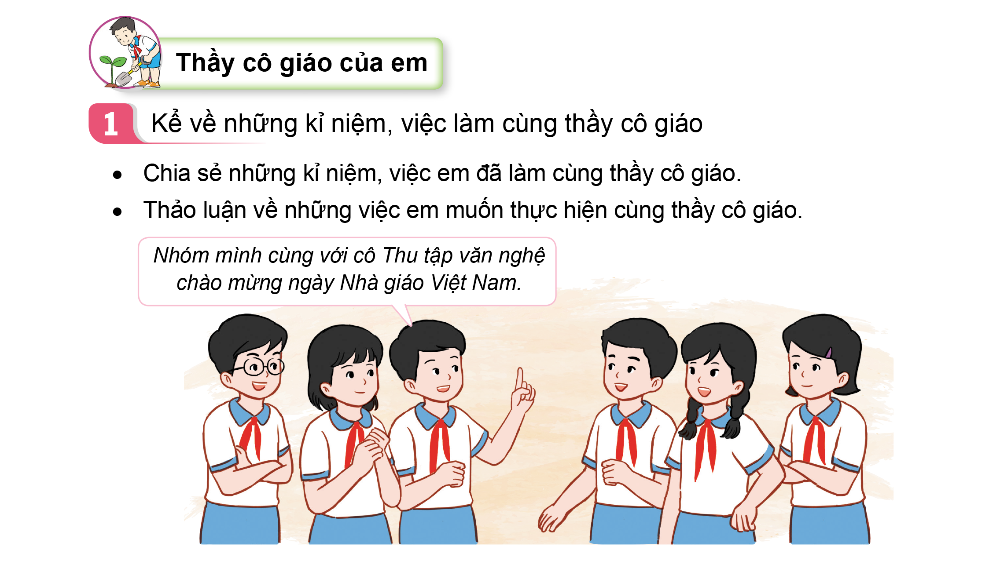 Thầy cô giáo của em
1 Kể về những kỉ niệm, việc làm cùng thầy cô giáo
• Chia sẻ những kỉ niệm, việc em đã làm cùng thầy cô giáo.
• Thảo luận về những việc em muốn thực hiện cùng thầy cô giáo.
Nhóm mình cùng với cô Thu tập văn nghệ
chào mừng ngày Nhà giáo Việt Nam.